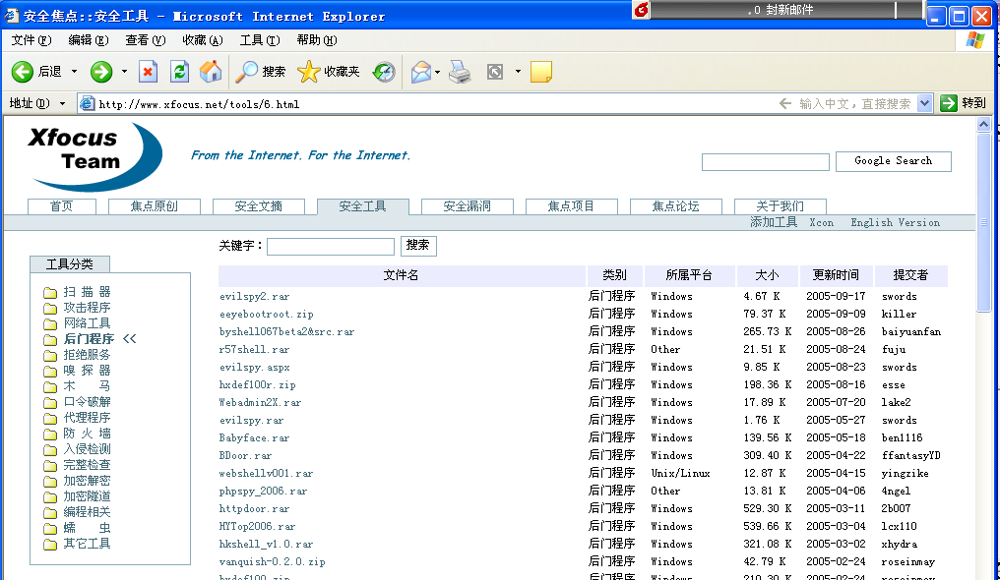 安全焦点::安全工具 - Microsoft Internet Explorer
.0 封新邮件
文件(F) 编辑(E) 查看(V) 收藏(A) 工具(T) 帮助(H)
后退 搜索 收藏夹
地址(D) http://www.xfocus.net/tools/6.html 输入中文，直接搜索 转到
Xfocus
Team
From the Internet. For the Internet.
Google Search
首页 焦点原创 安全文摘 安全工具 安全漏洞 焦点项目 焦点论坛 关于我们
添加工具 Xcon English Version
关键字： 搜索
工具分类
扫 描 器
攻击程序
网络工具
后门程序 <<
拒绝服务
嗅 探 器
木 马
口令破解
代理程序
防 火 墙
入侵检测
完整检查
加密解密
加密隧道
编程相关
蠕 虫
其它工具
文件名 类别 所属平台 大小 更新时间 提交者
evilspy2.rar 后门程序 Windows 4.67 K 2005-09-17 swords
eeyebootroot.zip 后门程序 Windows 79.37 K 2005-09-09 killer
byshell067beta2&src.rar 后门程序 Windows 265.73 K 2005-08-26 baiyuanfan
r57shell.rar 后门程序 Other 21.51 K 2005-08-24 fuju
evilspy.aspx 后门程序 Windows 9.85 K 2005-08-23 swords
hxdef100r.zip 后门程序 Windows 198.36 K 2005-08-16 esse
Webadmin2X.rar 后门程序 Windows 17.89 K 2005-07-20 lake2
evilspy.rar 后门程序 Windows 1.76 K 2005-05-27 swords
Babyface.rar 后门程序 Windows 139.56 K 2005-05-18 ben1116
BDoor.rar 后门程序 Windows 309.40 K 2005-04-22 ffantasyYD
webshellv001.rar 后门程序 Unix/Linux 12.87 K 2005-04-15 yingzike
phpspy_2006.rar 后门程序 Other 13.81 K 2005-04-06 4ngel
httpdoor.rar 后门程序 Windows 529.30 K 2005-03-11 2b007
HYTop2006.rar 后门程序 Windows 539.66 K 2005-03-04 lcx110
hkshell_v1.0.rar 后门程序 Windows 321.08 K 2005-03-02 xhydra
vanquish-0.2.0.zip 后门程序 Windows 42.79 K 2005-02-24 roseinmay
hxdef100.zip 后门程序 Windows 210.30 K 2005-02-24 roseinmay